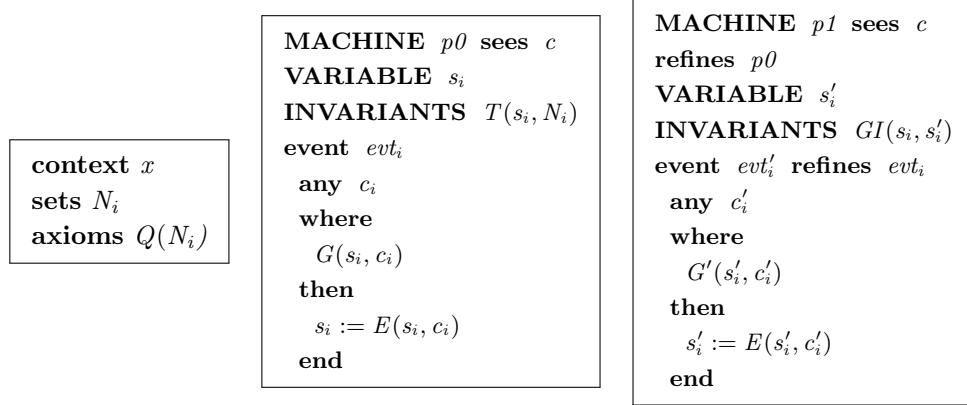 context x
sets N_i
axioms Q(N_i)
MACHINE p0 sees c
VARIABLE s_i
INVARIANTS T(s_i, N_i)
event evt_i
any c_i
where
G(s_i, c_i)
then
s_i := E(s_i, c_i)
end
MACHINE p1 sees c
refines p0
VARIABLE s'_i
INVARIANTS GI(s_i, s'_i)
event evt'_i refines evt_i
any c'_i
where
G'(s'_i, c'_i)
then
s'_i := E(s'_i, c'_i)
end